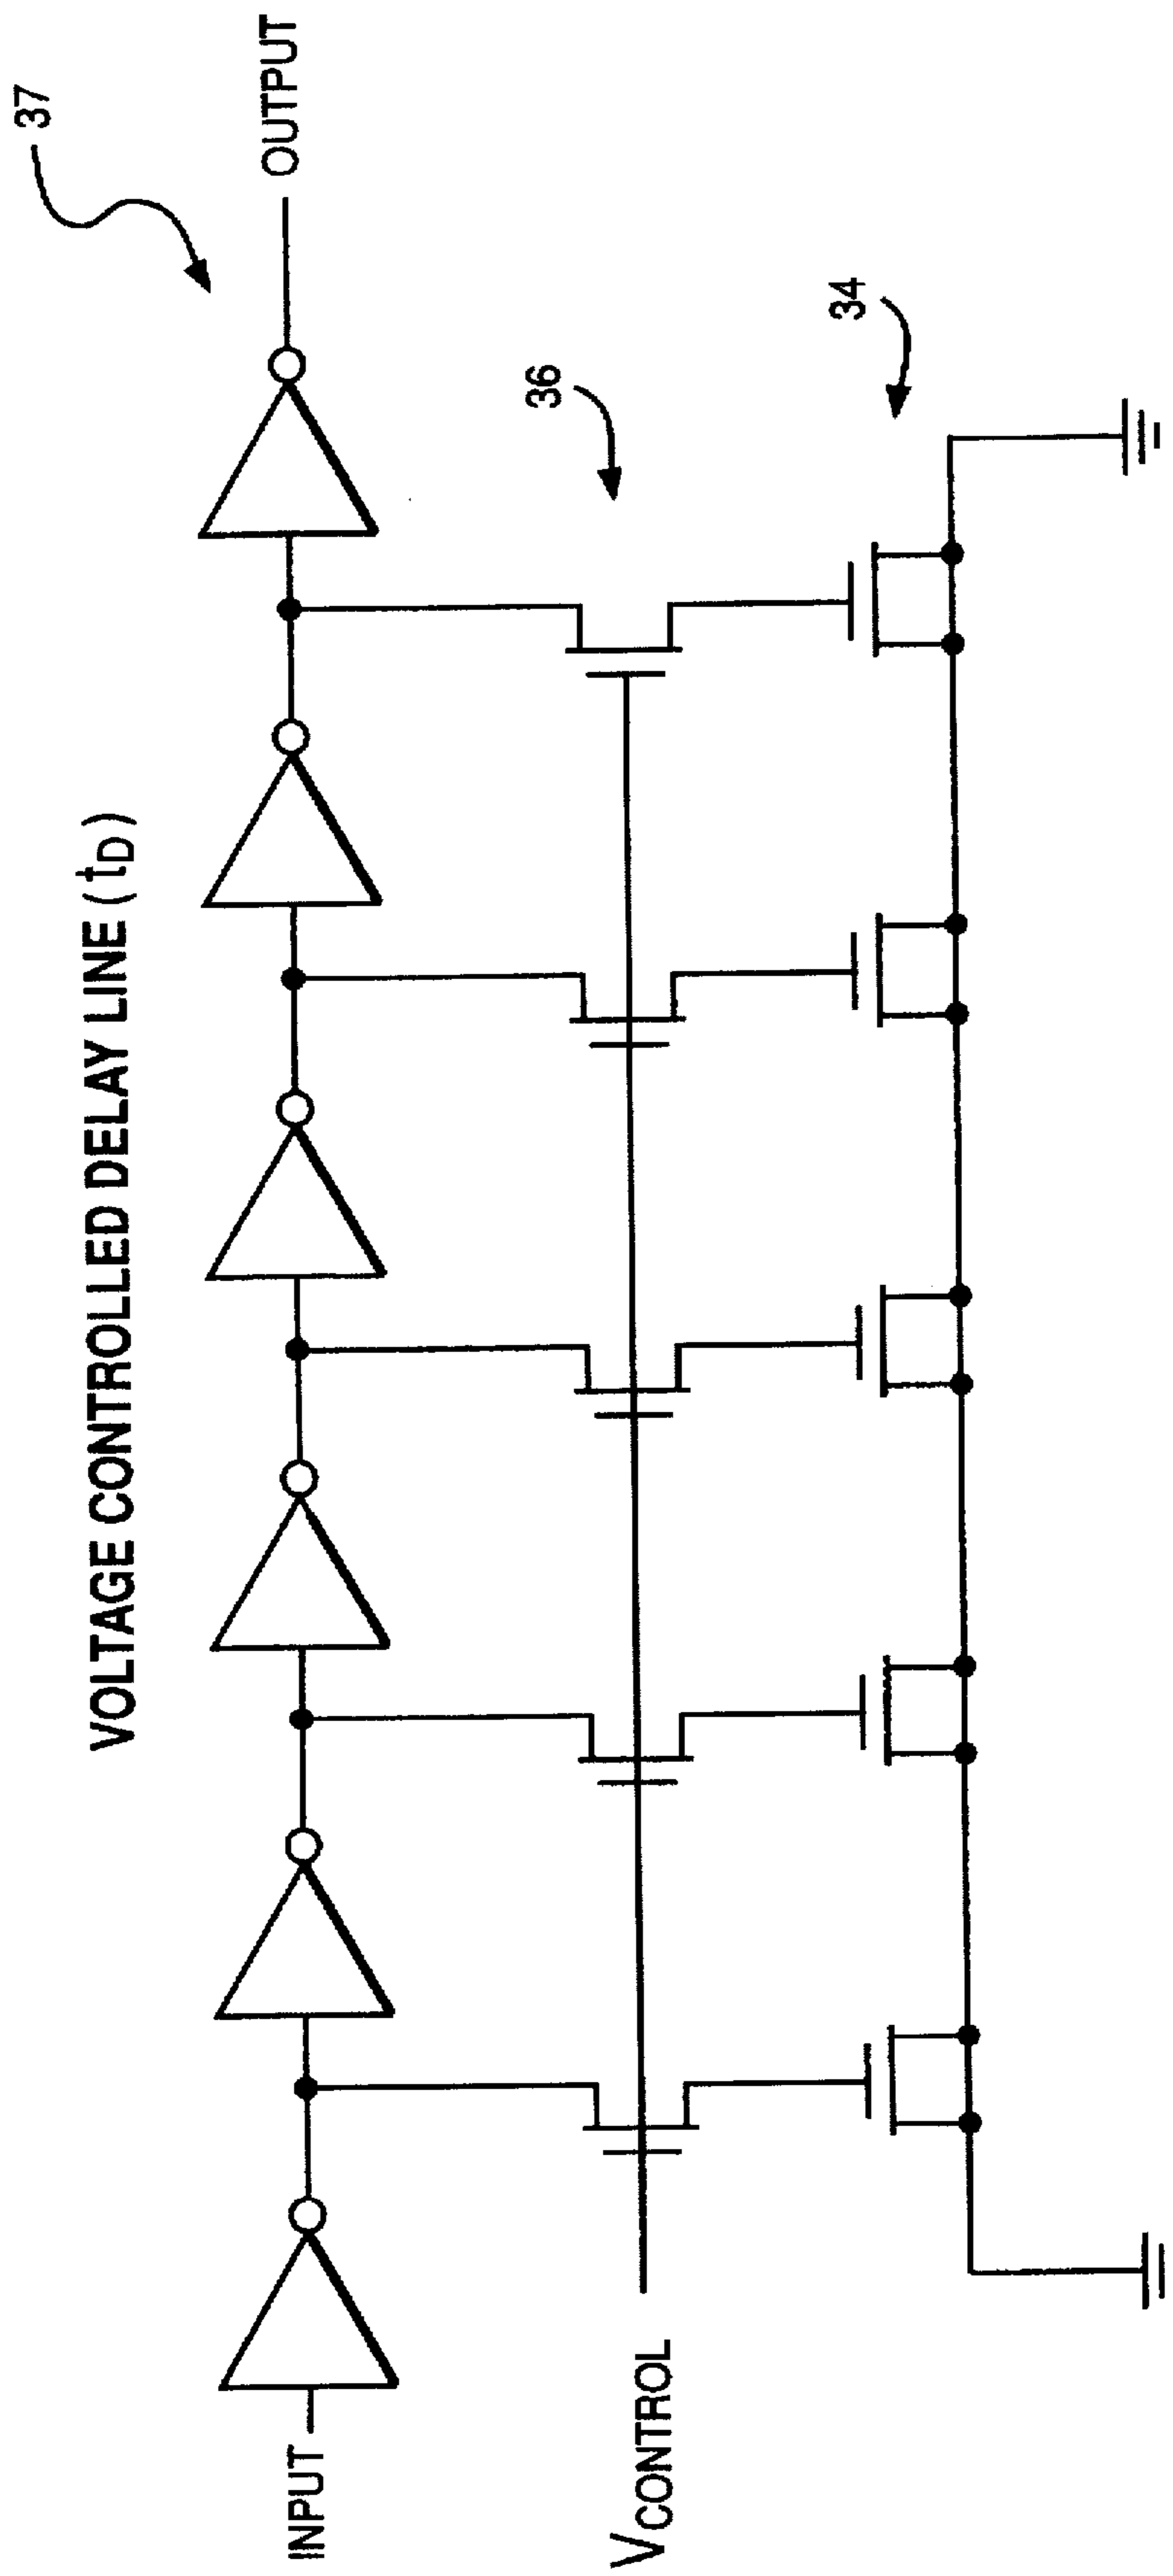 VOLTAGE CONTROLLED DELAY LINE (tD)
37
INPUT
OUTPUT
36
VCONTROL
34